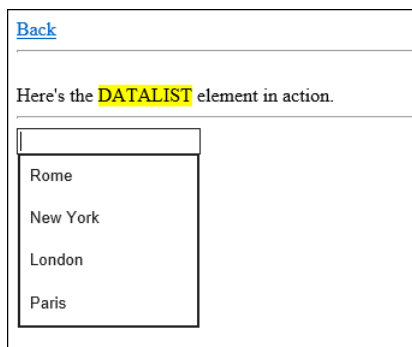 Back
Here's the DATALIST element in action.
Rome
New York
London
Paris